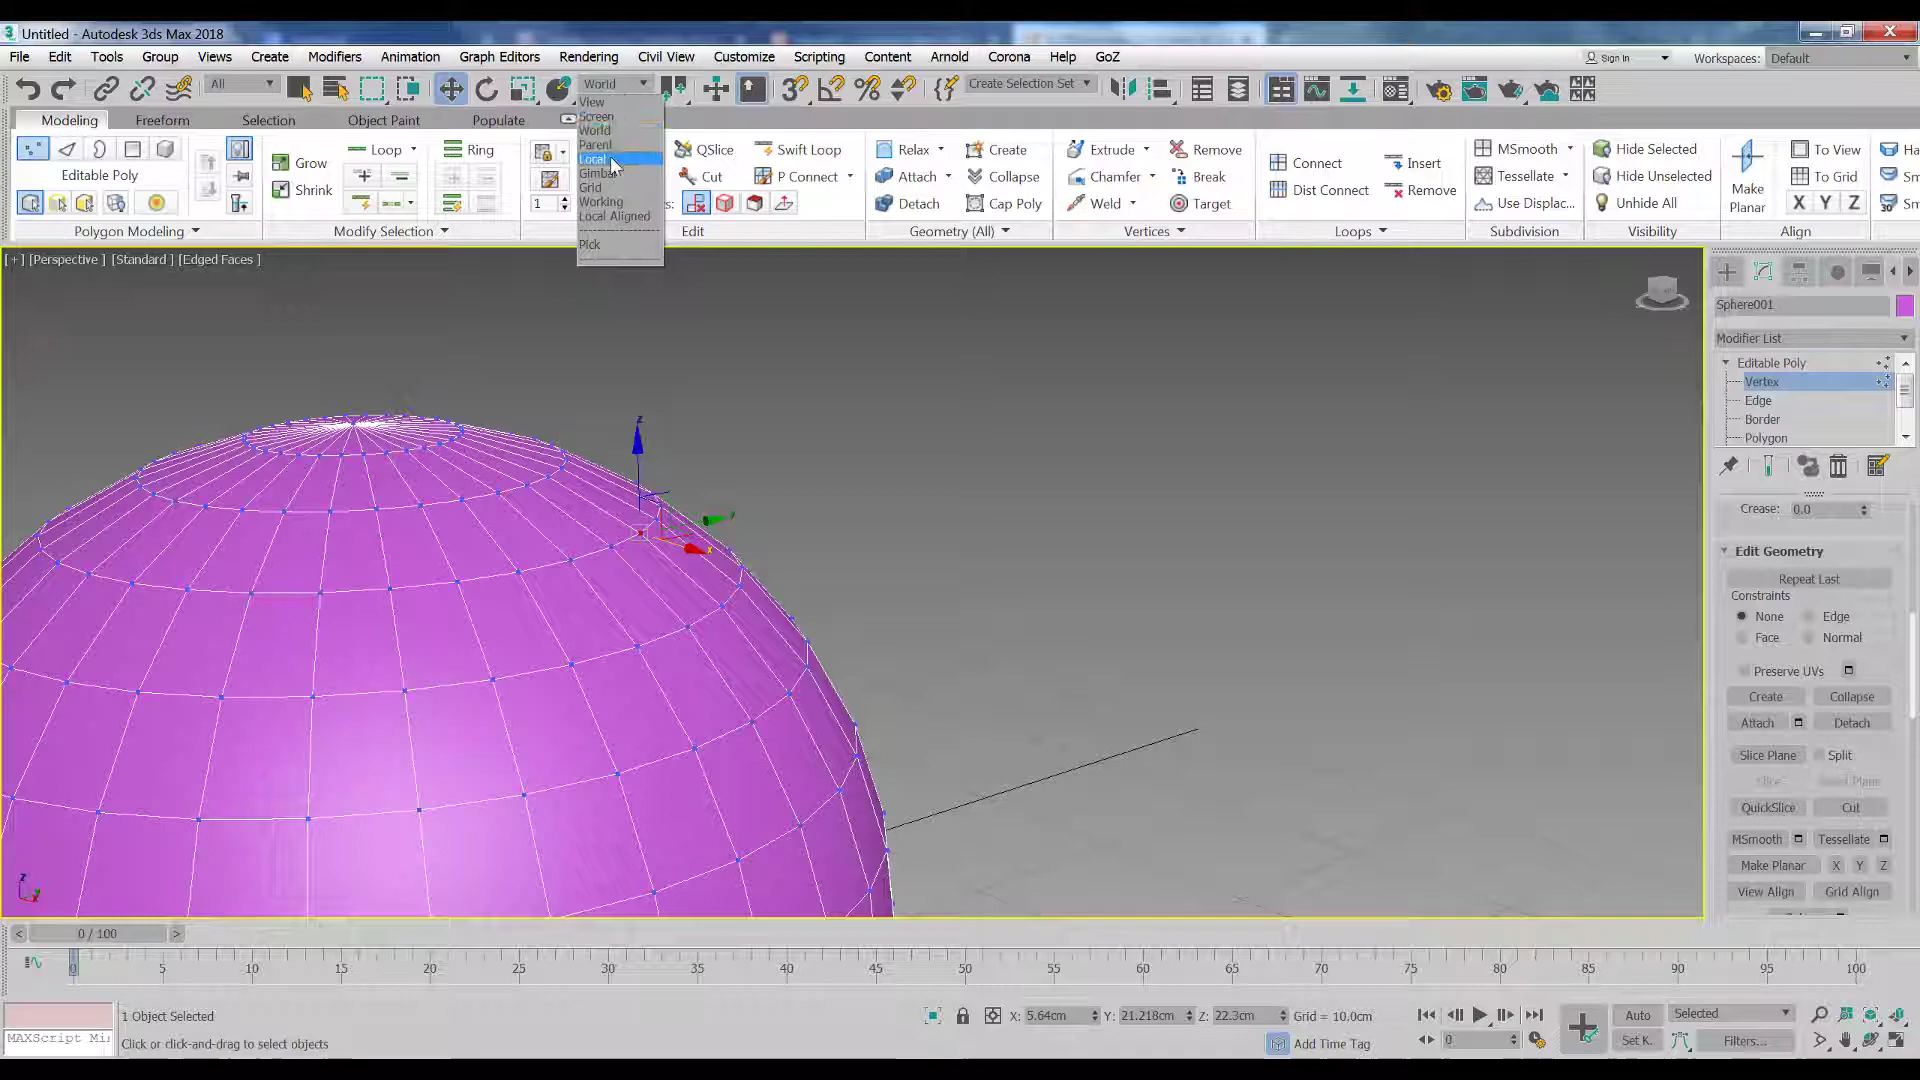 Untitled - Autodesk 3ds Max 2018
File Edit Tools Group Views Create Modifiers Animation Graph Editors Rendering Civil View Customize Scripting Content Arnold Corona Help GoZ
Sign In Workspaces: Default
All World Create Selection Set
View
Screen
World
Parent
Local
Grid
Working
Local Aligned
Pick
Modeling Freeform Selection Object Paint Populate
Loop Ring QSlice Swift Loop Relax Create Extrude Remove MSmooth Hide Selected To View
Editable Poly Grow Cut P Connect Attach Collapse Chamfer Break Connect Insert Tessellate Hide Unselected To Grid
Shrink 1 Detach Cap Poly Weld Target Dist Connect Remove Use Displac... Unhide All Make Planar X Y Z
Polygon Modeling Modify Selection Edit Geometry (All) Vertices Loops Subdivision Visibility Align
[+] [Perspective ] [Standard ] [Edged Faces ]
z
y
x
Sphere001
Modifier List
Editable Poly
Vertex
Edge
Border
Polygon
Crease: 0.0
Edit Geometry
Repeat Last
Constraints
None Edge
Face Normal
Preserve UVs
Create Collapse
Attach Detach
Slice Plane Split
QuickSlice Cut
MSmooth Tessellate
Make Planar X Y Z
View Align Grid Align
< 0 / 100 >
0 5 10 15 20 25 30 35 40 45 50 55 60 65 70 75 80 85 90 95 100
1 Object Selected X: 5.64cm Y: 21.218cm Z: 22.3cm Grid = 10.0cm Auto Selected
MAXScript Mi Click or click-and-drag to select objects Add Time Tag 0 Set K. Filters...